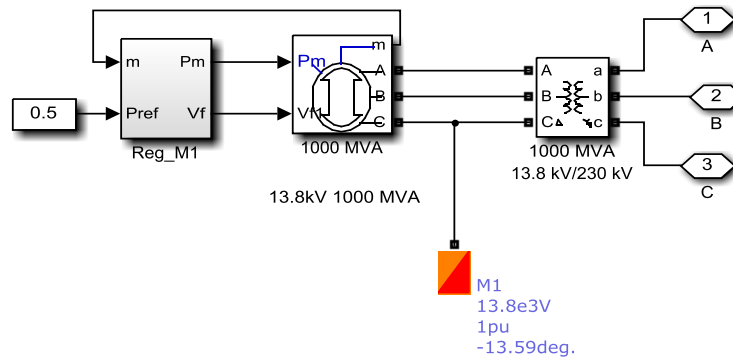 1
A
m
Pm
m
Pm
A
A
a
0.5
Pref
Vf
Vf1
B
B
b
2
B
C
C
c
Reg_M1
1000 MVA
1000 MVA
3
13.8 kV/230 kV
C
13.8kV 1000 MVA
M1
13.8e3V
1pu
-13.59deg.